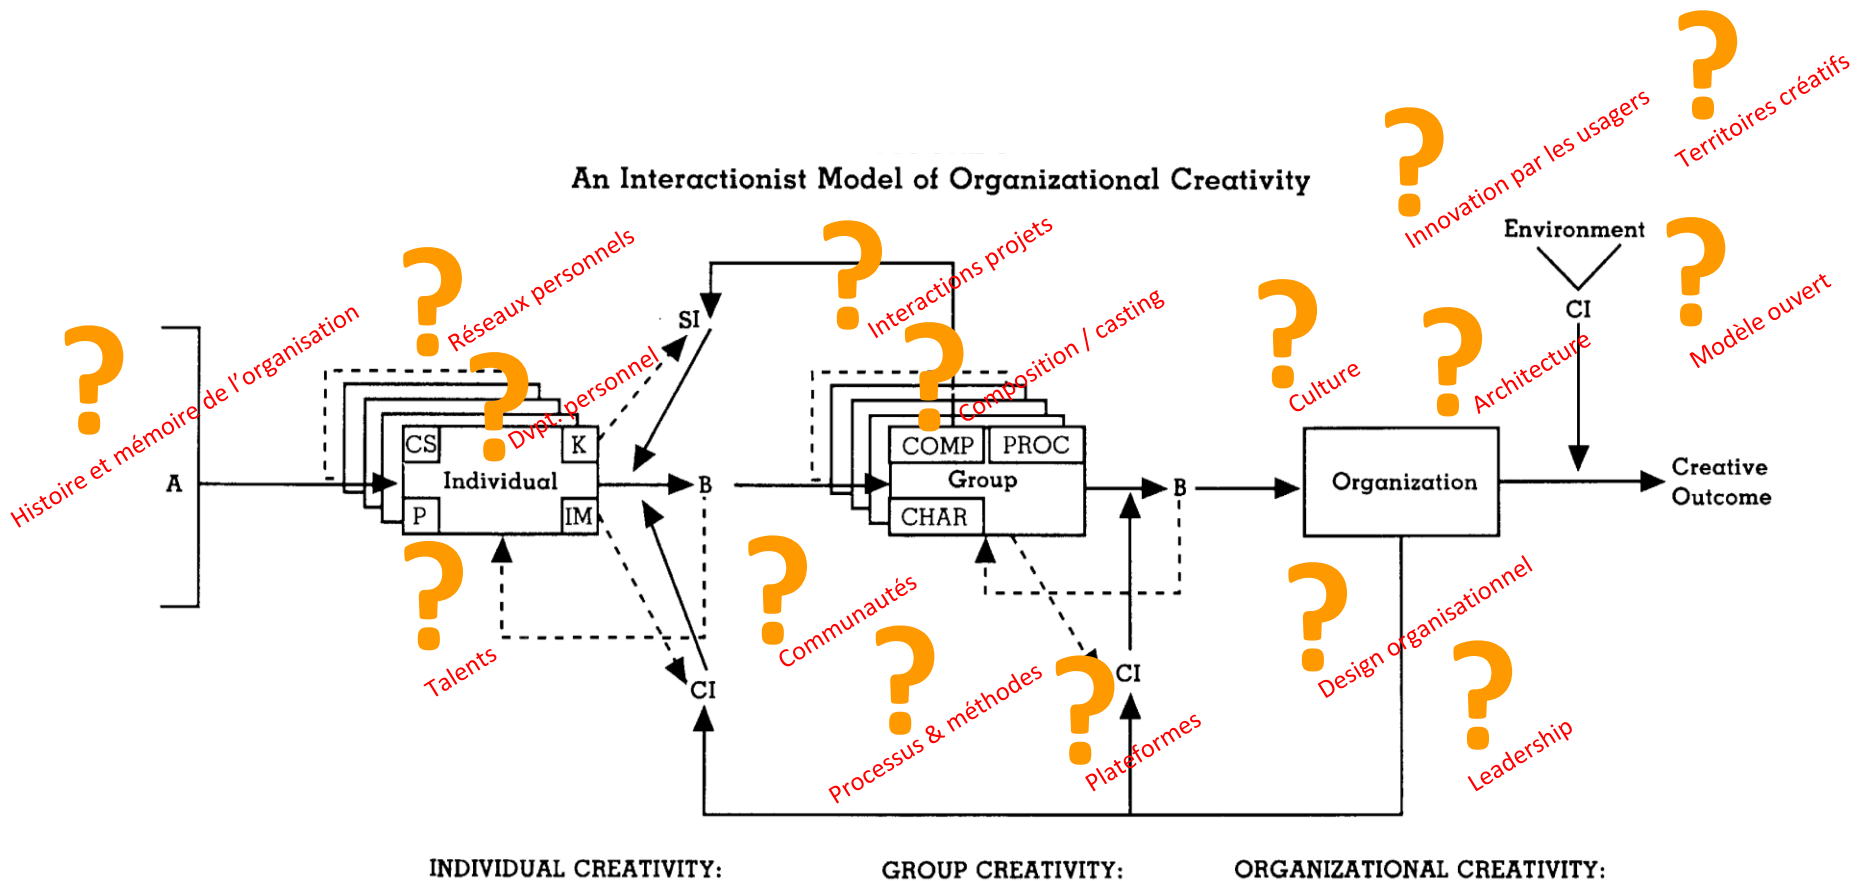 An Interactionist Model of Organizational Creativity
?
Territoires créatifs
?
Innovation par les usagers
Environment
?
Modèle ouvert
CI
?
Histoire et mémoire de l'organisation
?
Réseaux personnels
?
Dvpt. personnel
SI
?
Interactions projets
?
Composition / casting
?
Culture
?
Architecture
A
CS
K
Individual
P
IM
B
COMP
PROC
Group
CHAR
B
Organization
Creative
Outcome
?
Talents
CI
?
Communautés
?
Processus & méthodes
CI
?
Plateformes
?
Design organisationnel
?
Leadership
INDIVIDUAL CREATIVITY:
GROUP CREATIVITY:
ORGANIZATIONAL CREATIVITY: